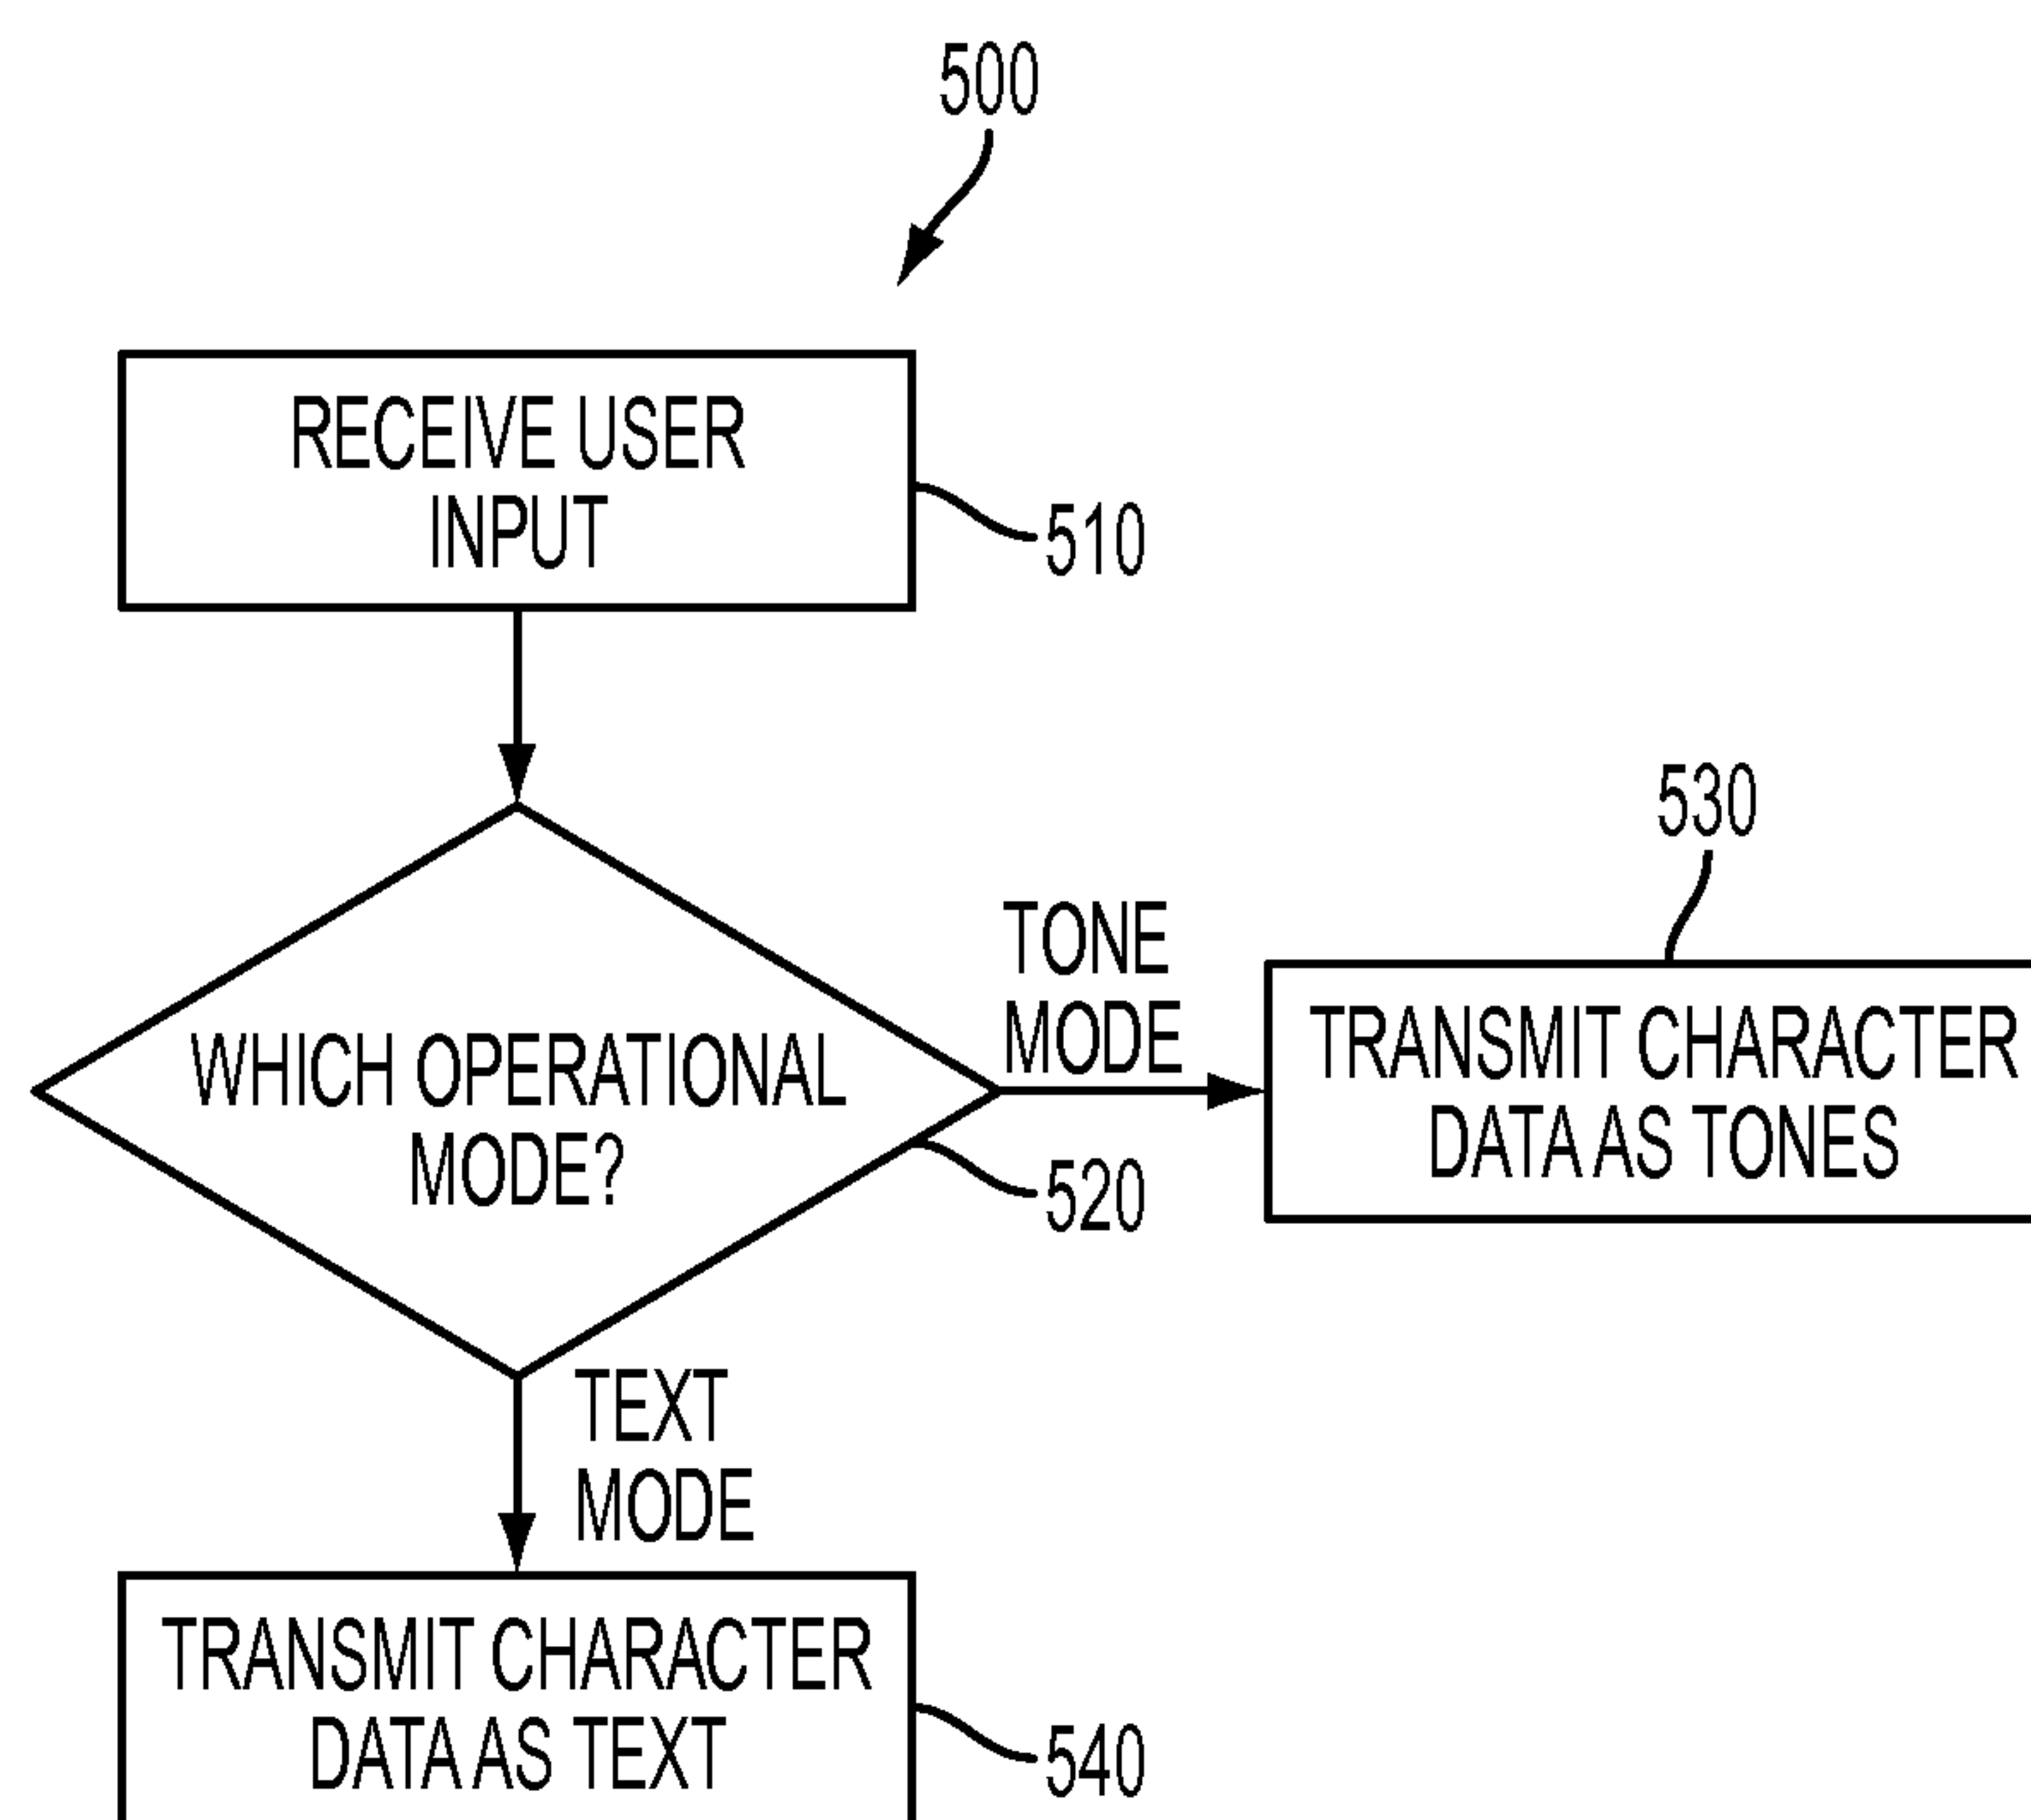 500
RECEIVE USER
INPUT
510
530
TONE
MODE
TRANSMIT CHARACTER
DATA AS TONES
WHICH OPERATIONAL
MODE?
520
TEXT
MODE
TRANSMIT CHARACTER
DATA AS TEXT
540